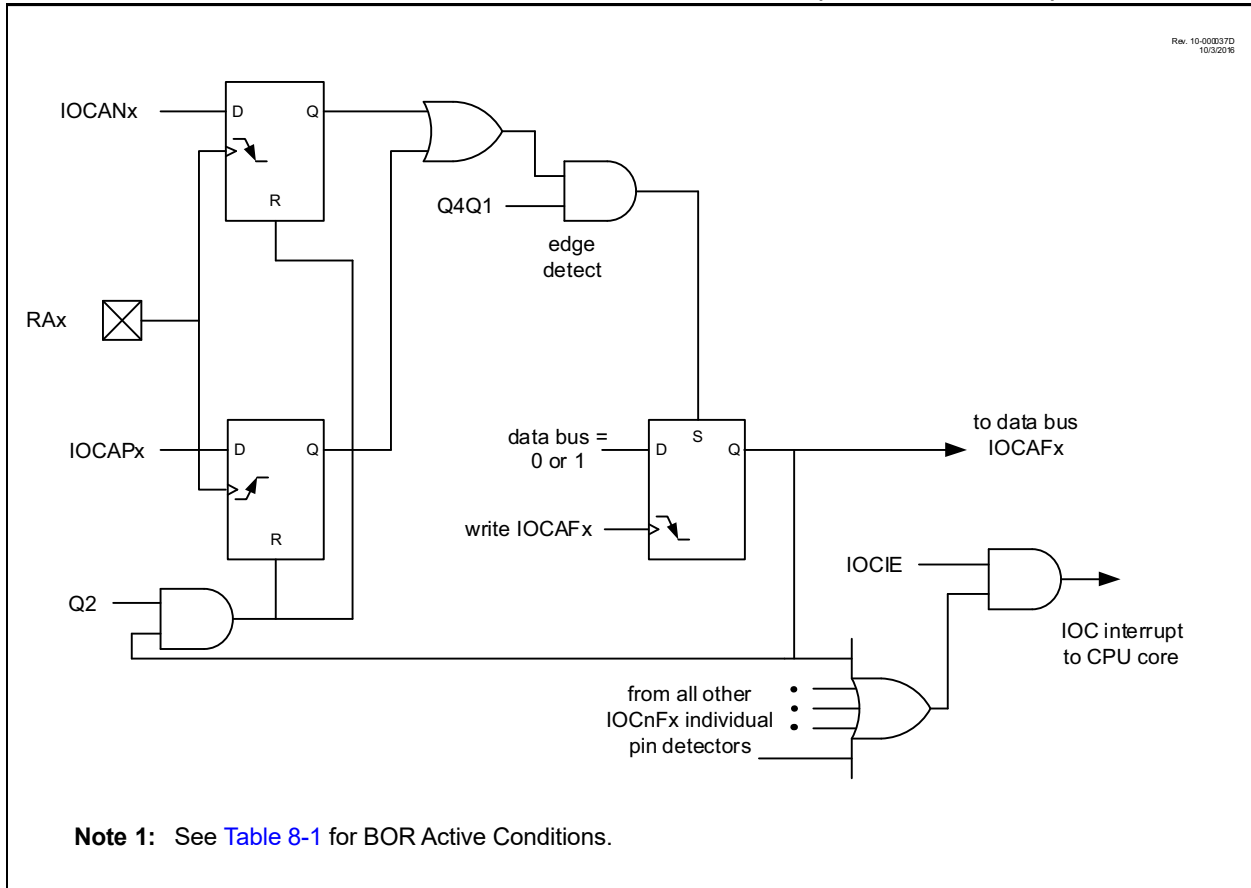 Rev. 10-000037D
10/3/2016
IOCANx
D
Q
R
Q4Q1
edge
detect
RAx
IOCAPx
D
Q
R
data bus =
0 or 1
D
S
Q
to data bus
IOCAFx
write IOCAFx
IOCIE
Q2
IOC interrupt
to CPU core
from all other
IOCnFx individual
pin detectors
Note 1: See Table 8-1 for BOR Active Conditions.